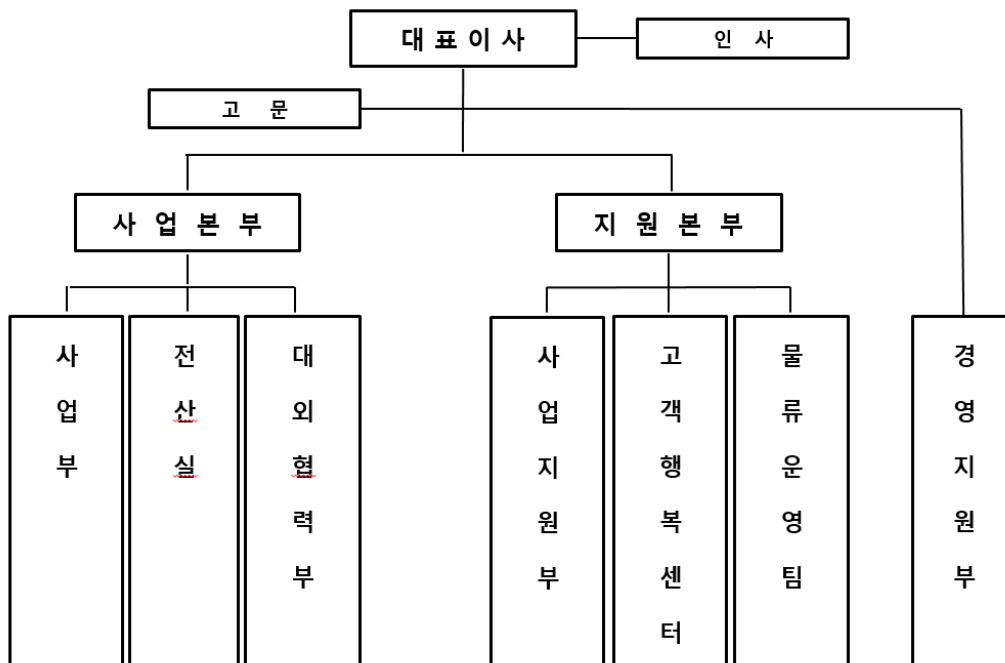 대표이사
인 사
고 문
사업본부
지원본부
사업부
전산실
대외협력부
사업지원부
고객행복센터
물류운영팀
경영지원부